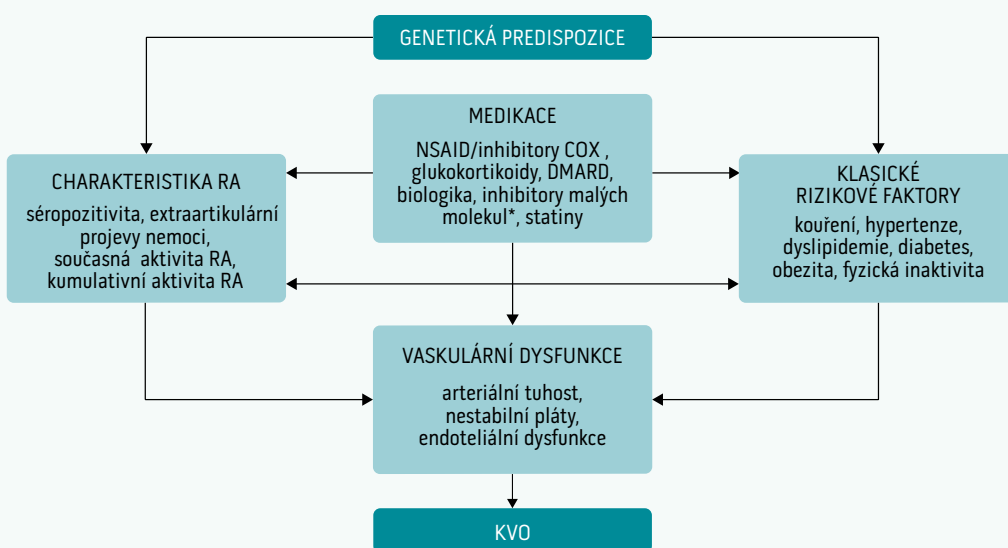 GENETICKÁ PREDISPOZICE
MEDIKACE
NSAID/inhibitory COX ,
glukokortikoidy, DMARD,
biologika, inhibitory malých
molekul*, statiny
CHARAKTERISTIKA RA
séropozitivita, extraartikulární
projevy nemoci,
současná aktivita RA,
kumulativní aktivita RA
KLASICKÉ
RIZIKOVÉ FAKTORY
kouření, hypertenze,
dyslipidemie, diabetes,
obezita, fyzická inaktivita
VASKULÁRNÍ DYSFUNKCE
arteriální tuhost,
nestabilní pláty,
endoteliální dysfunkce
KVO